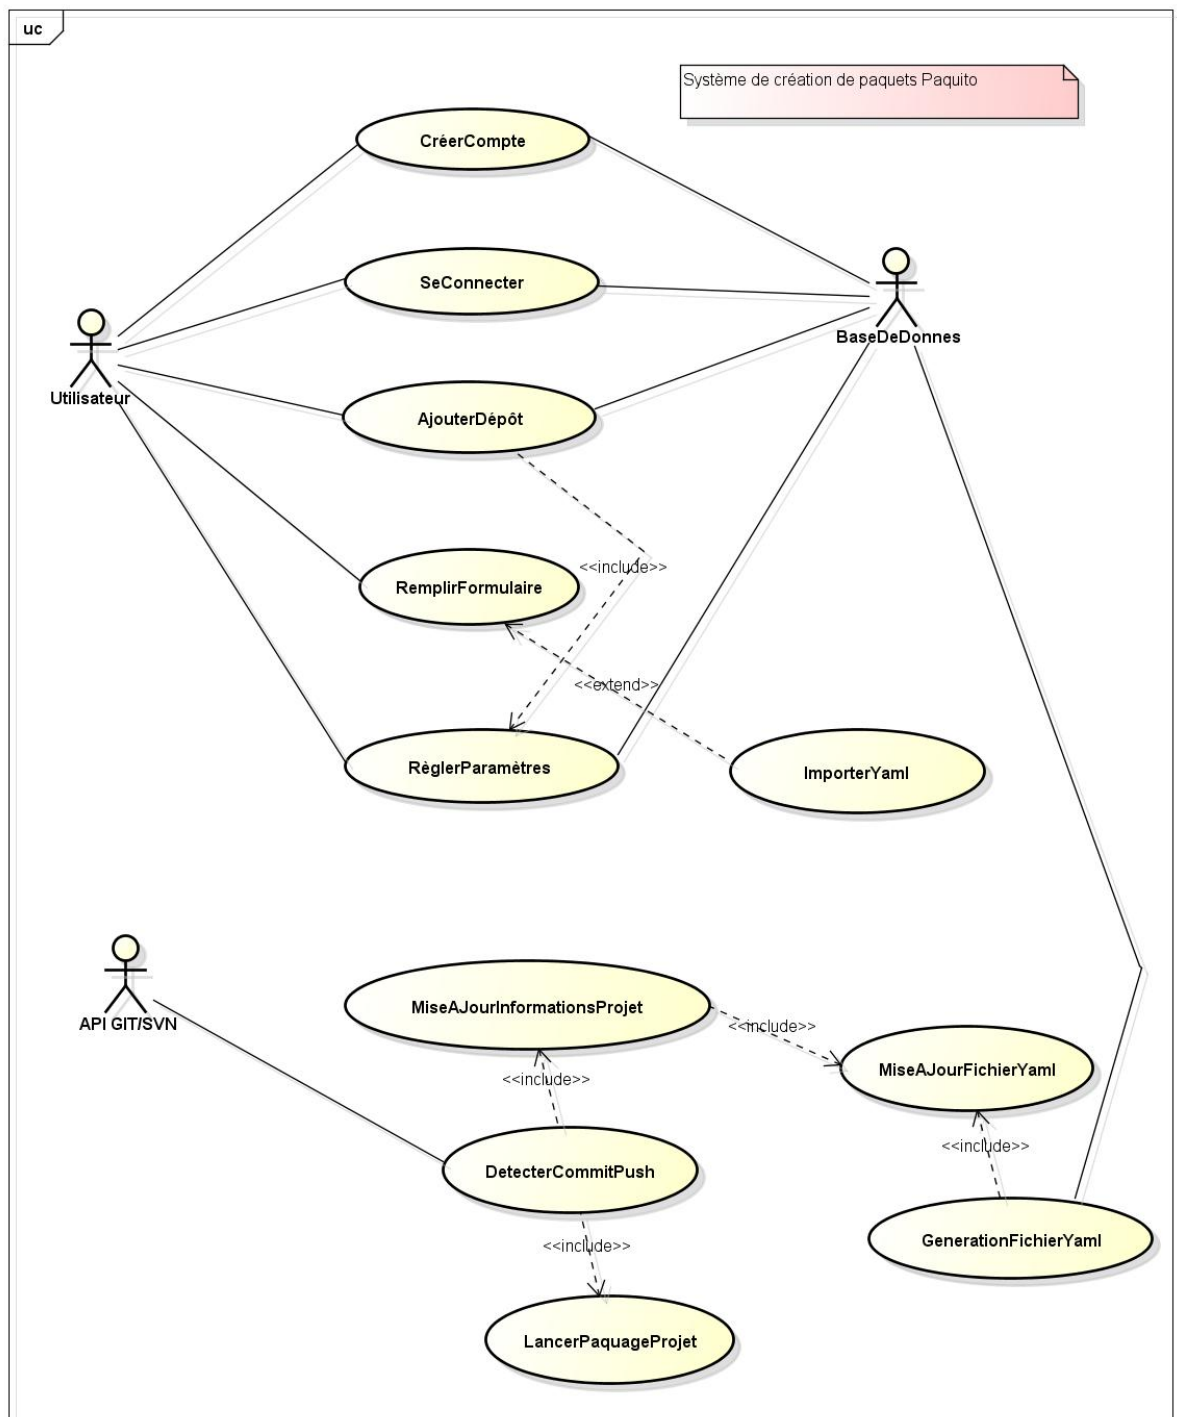 uc
Système de création de paquets Paquito
CréerCompte
SeConnecter
BaseDeDonnes
Utilisateur
AjouterDépôt
<<include>>
RemplirFormulaire
<<extend>>
RèglerParamètres
ImporterYaml
API GIT/SVN
MiseAJourInformationsProjet
<<include>>
MiseAJourFichierYaml
<<include>>
<<include>>
DetecterCommitPush
<<include>>
GenerationFichierYaml
LancerPaquageProjet